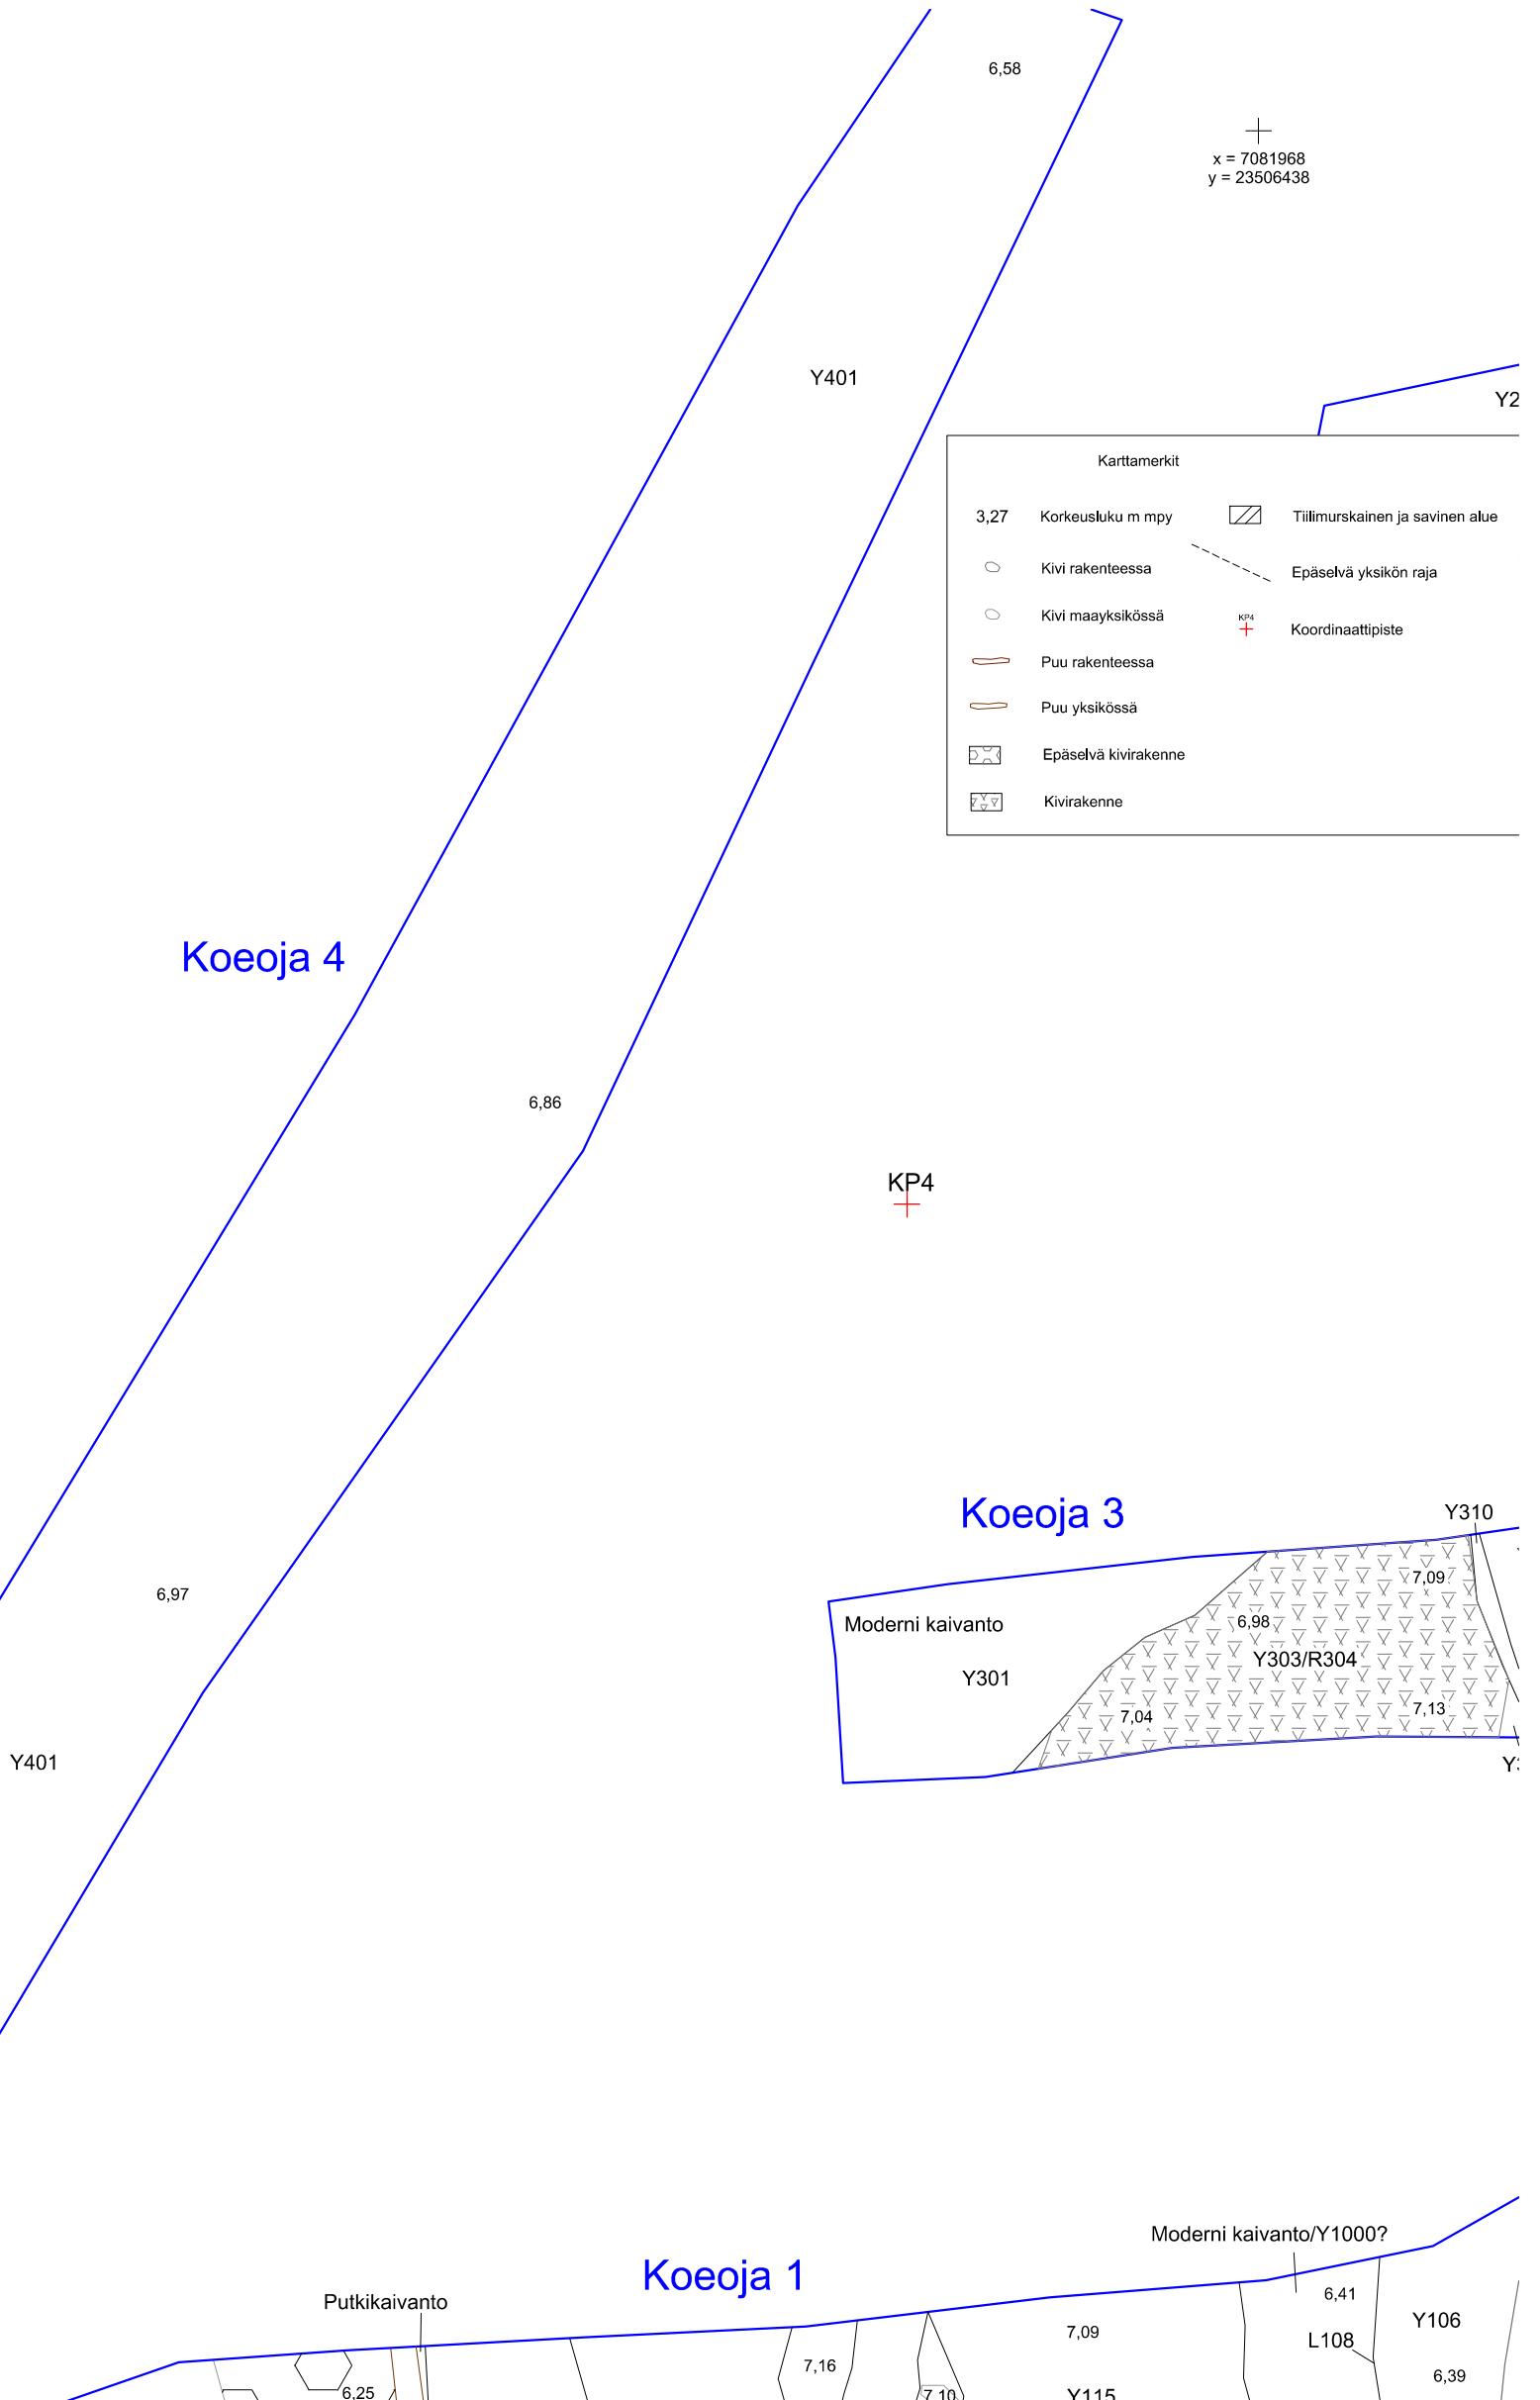 6,58
x = 7081968
y = 23506438
Y401
Karttamerkit
3,27 Korkeusluku m mpy
Tiilimurskainen ja savinen alue
Kivi rakenteessa
Epäselvä yksikön raja
Kivi maayksikössä
KP4
Koordinaattipiste
Puu rakenteessa
Puu yksikössä
Epäselvä kivirakenne
Kivirakenne
Koeoja 4
6,86
KP4
Koeoja 3
Y310
7,09
6,97
Moderni kaivanto
6,98
Y303/R304
Y301
7,04
7,13
Y401
Moderni kaivanto/Y1000?
Koeoja 1
Putkikaivanto
6,41
Y106
7,09
L108
7,16
6,39
6,25
7,10
Y115